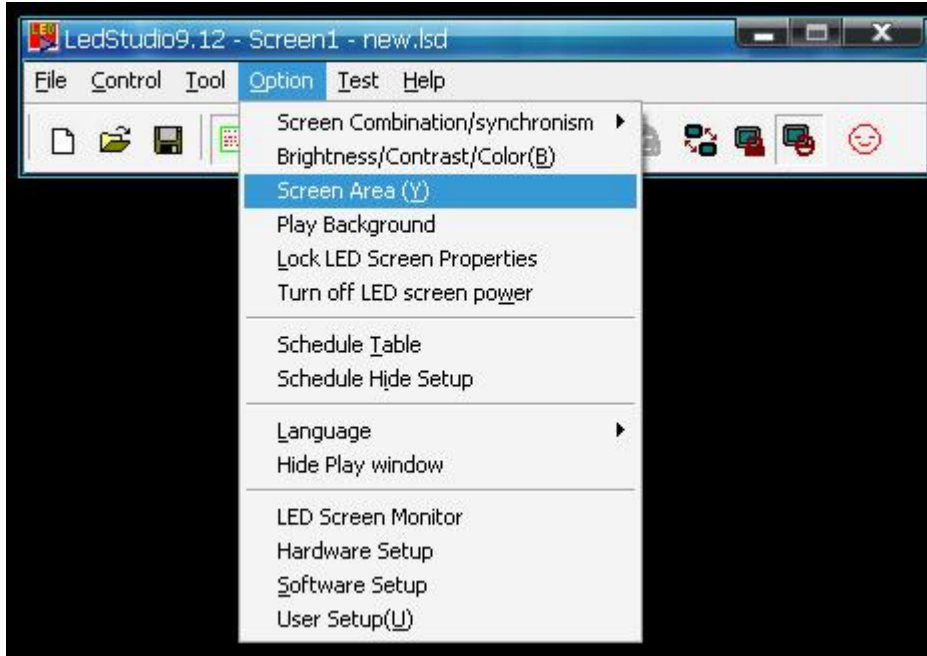 LED
LedStudio9.12 - Screen1 - new.lsd
File Control Tool Option Test Help
Screen Combination/synchronism
Brightness/Contrast/Color(B)
Screen Area (Y)
Play Background
Lock LED Screen Properties
Turn off LED screen power
Schedule Table
Schedule Hide Setup
Language
Hide Play window
LED Screen Monitor
Hardware Setup
Software Setup
User Setup(U)